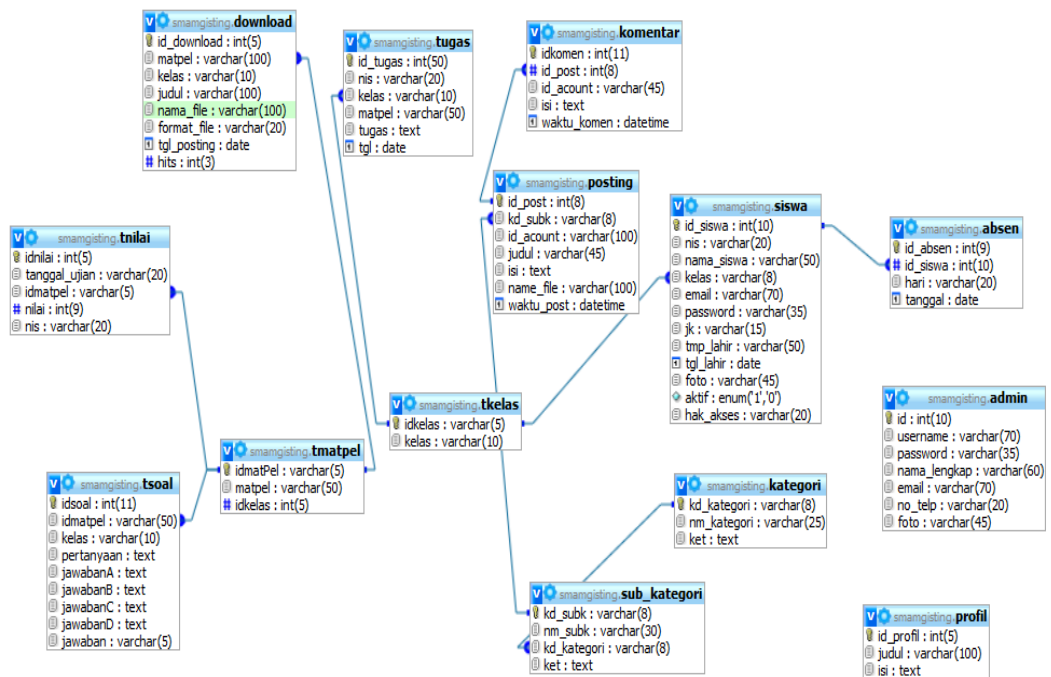 smamgisting.download
id_download : int(5)
matpel : varchar(100)
kelas : varchar(10)
judul : varchar(100)
nama_file : varchar(100)
format_file : varchar(20)
tgl_posting : date
# hits : int(3)
smamgisting.tugas
id_tugas : int(50)
nis : varchar(20)
kelas : varchar(10)
matpel : varchar(50)
tugas : text
tgl : date
smamgisting.komentar
idkomen : int(11)
# id_post : int(8)
id_acount : varchar(45)
isi : text
waktu_komen : datetime
smamgisting.posting
id_post : int(8)
kd_subk : varchar(8)
id_acount : varchar(100)
judul : varchar(45)
isi : text
name_file : varchar(100)
waktu_post : datetime
smamgisting.siswa
id_siswa : int(10)
nis : varchar(20)
nama_siswa : varchar(50)
kelas : varchar(8)
email : varchar(70)
password : varchar(35)
jk : varchar(15)
tmp_lahir : varchar(50)
tgl_lahir : date
foto : varchar(45)
aktif : enum('1','0')
hak_akses : varchar(20)
smamgisting.absen
id_absen : int(9)
# id_siswa : int(10)
hari : varchar(20)
tanggal : date
smamgisting.tnilai
idnilai : int(5)
tanggal_ujian : varchar(20)
idmatpel : varchar(5)
# nilai : int(9)
nis : varchar(20)
smamgisting.tkelas
idkelas : varchar(5)
kelas : varchar(10)
smamgisting.admin
id : int(10)
username : varchar(70)
password : varchar(35)
nama_lengkap : varchar(60)
email : varchar(70)
no_telp : varchar(20)
foto : varchar(45)
smamgisting.tmatpel
idmatPel : varchar(5)
matpel : varchar(50)
# idkelas : int(5)
smamgisting.tsoal
idsoal : int(11)
idmatpel : varchar(50)
kelas : varchar(10)
pertanyaan : text
jawabanA : text
jawabanB : text
jawabanC : text
jawabanD : text
jawaban : varchar(5)
smamgisting.kategori
kd_kategori : varchar(8)
nm_kategori : varchar(25)
ket : text
smamgisting.sub_kategori
kd_subk : varchar(8)
nm_subk : varchar(30)
kd_kategori : varchar(8)
ket : text
smamgisting.profil
id_profil : int(5)
judul : varchar(100)
isi : text